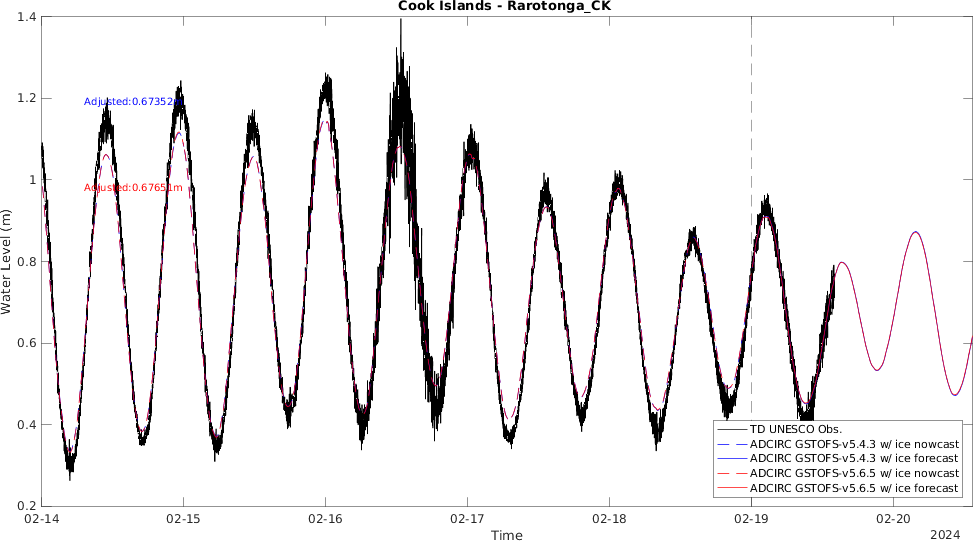 Cook Islands - Rarotonga_CK
1.4
1.2
1
0.8
0.6
0.4
0.2
Water Level (m)
Adjusted:0.67352m
Adjusted:0.67651m
TD UNESCO Obs.
ADCIRC GSTOFS-v5.4.3 w/ ice nowcast
ADCIRC GSTOFS-v5.4.3 w/ ice forecast
ADCIRC GSTOFS-v5.6.5 w/ ice nowcast
ADCIRC GSTOFS-v5.6.5 w/ ice forecast
02-14 02-15 02-16 02-17 02-18 02-19 02-20
Time
2024